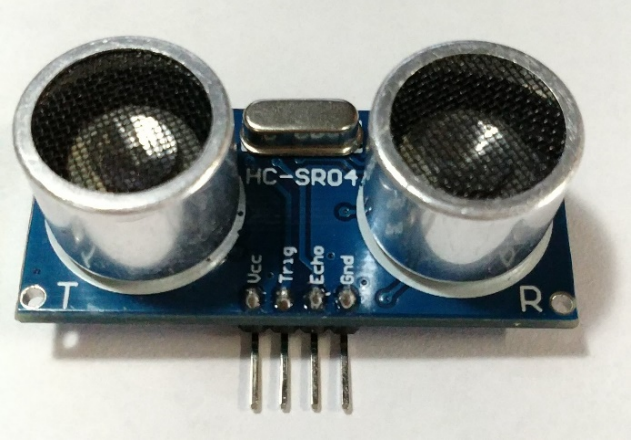 HC-SR04
Vcc
Trig
Echo
Gnd
T
R